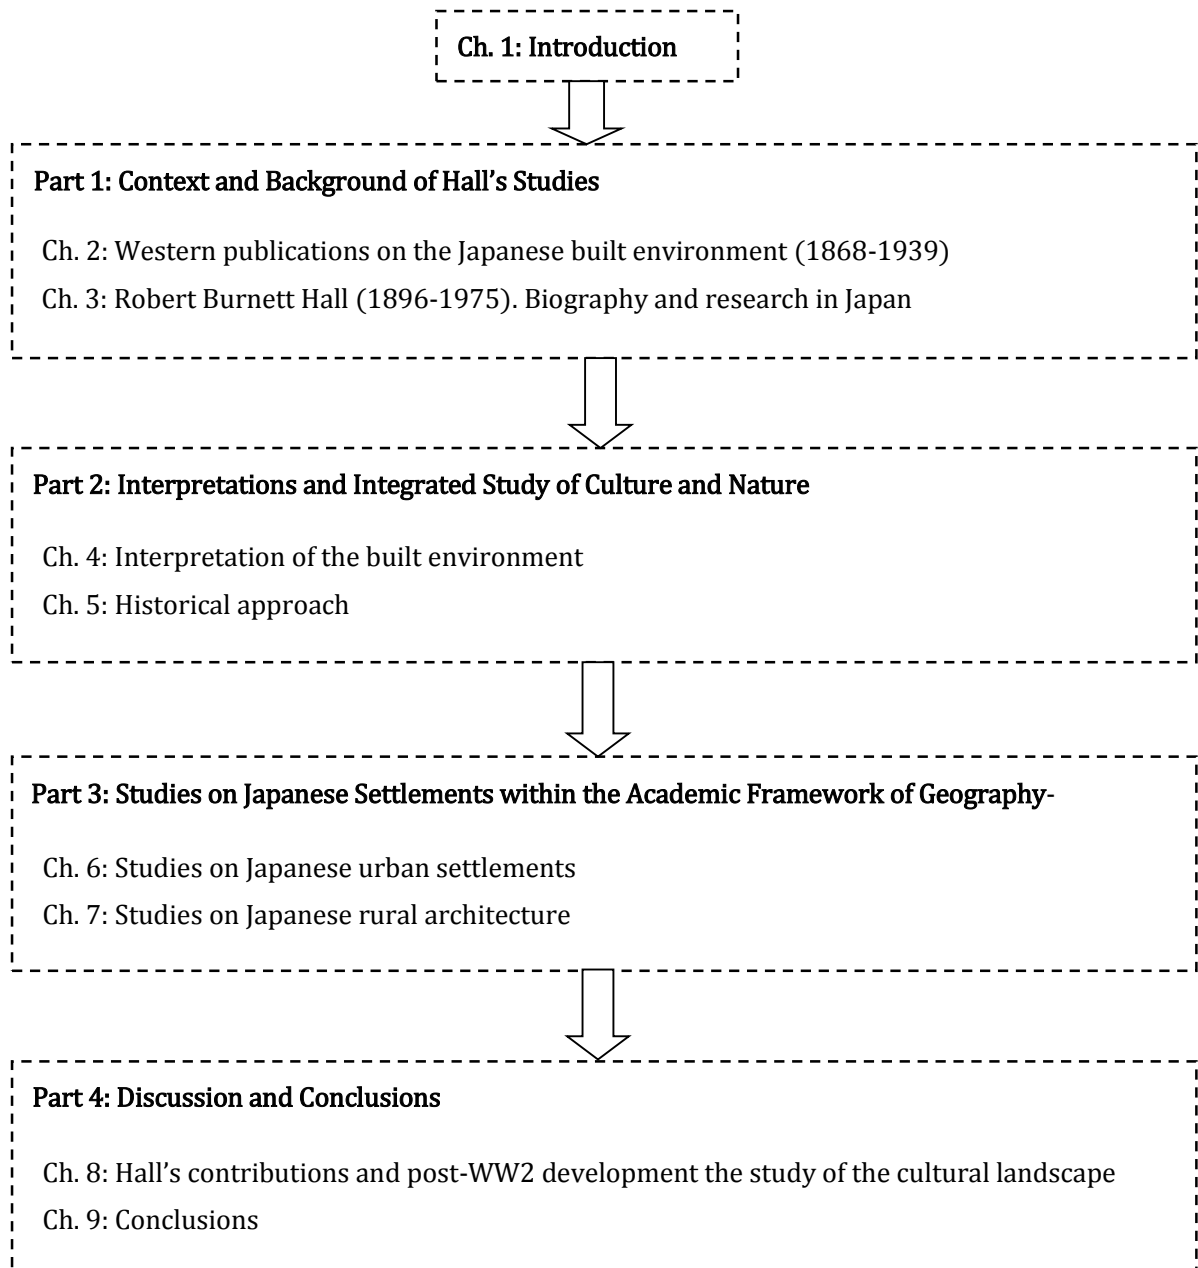 Ch. 1: Introduction
Part 1: Context and Background of Hall’s Studies
Ch. 2: Western publications on the Japanese built environment (1868-1939)
Ch. 3: Robert Burnett Hall (1896-1975). Biography and research in Japan
Part 2: Interpretations and Integrated Study of Culture and Nature
Ch. 4: Interpretation of the built environment
Ch. 5: Historical approach
Part 3: Studies on Japanese Settlements within the Academic Framework of Geography-
Ch. 6: Studies on Japanese urban settlements
Ch. 7: Studies on Japanese rural architecture
Part 4: Discussion and Conclusions
Ch. 8: Hall’s contributions and post-WW2 development the study of the cultural landscape
Ch. 9: Conclusions